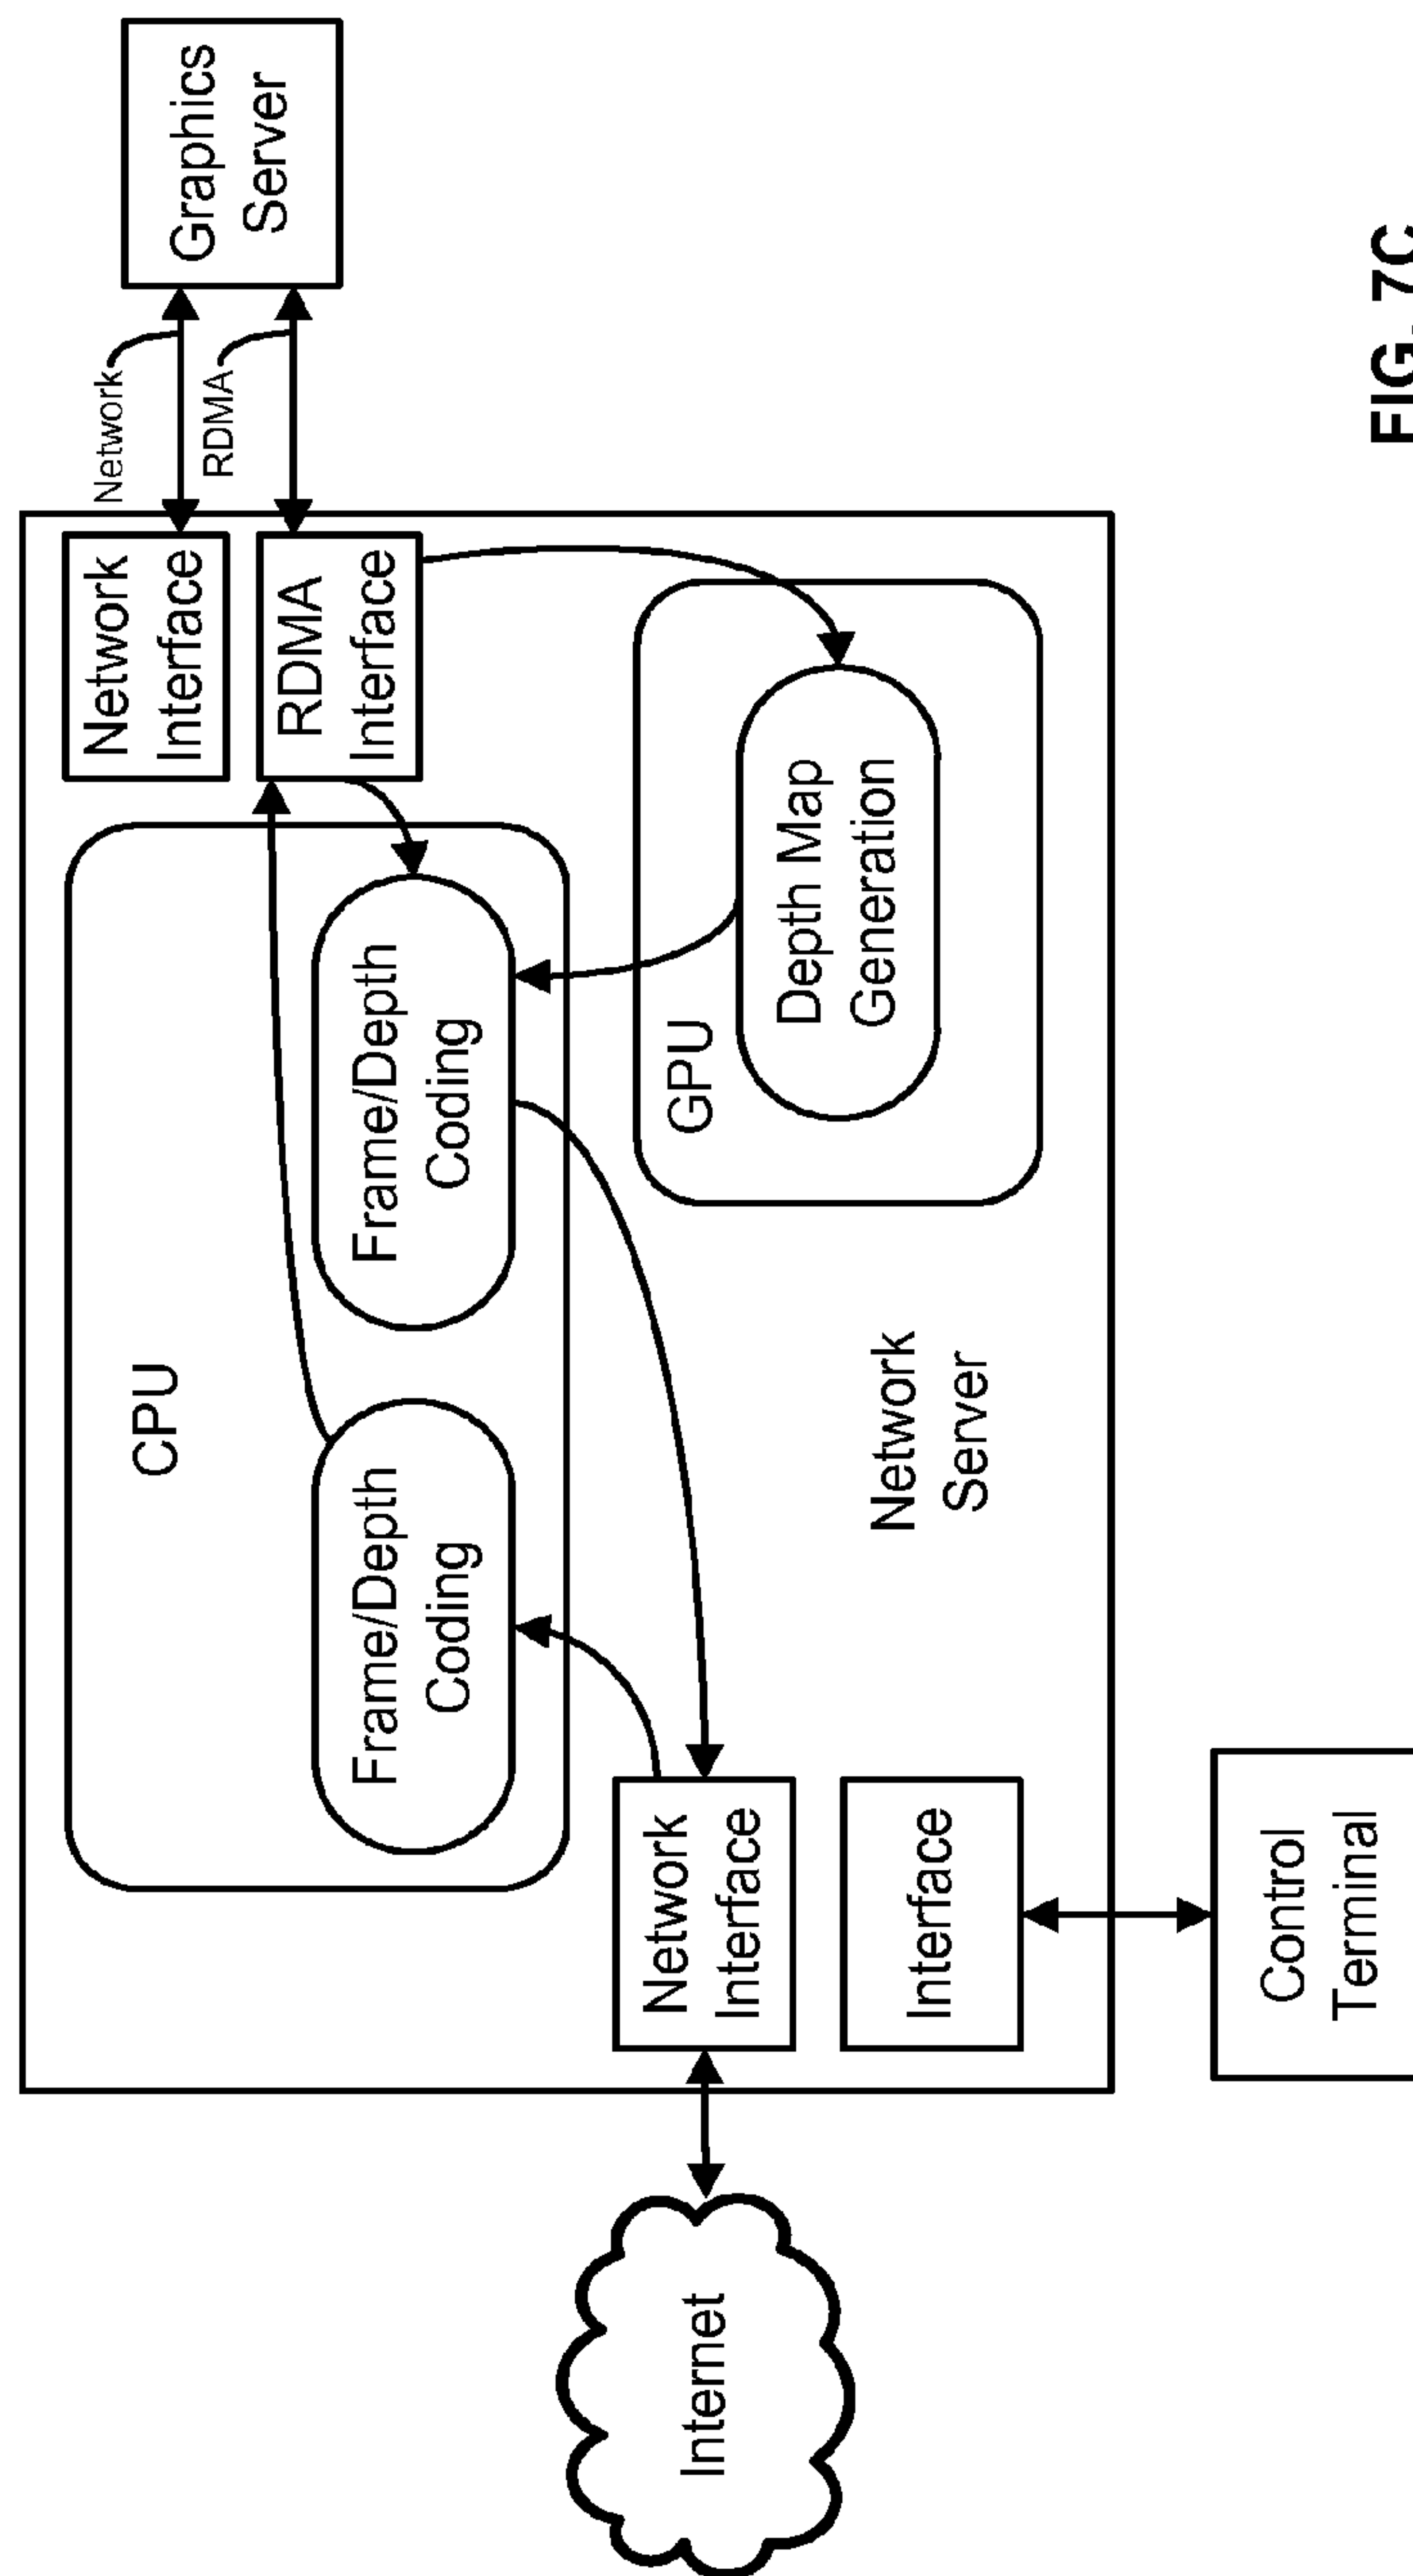 Internet
Network
Interface
Interface
Control
Terminal
CPU
Frame/Depth
Coding
Frame/Depth
Coding
Network
Server
GPU
Depth Map
Generation
Network
Interface
RDMA
Interface
Network
RDMA
Graphics
Server
FIG. 7C